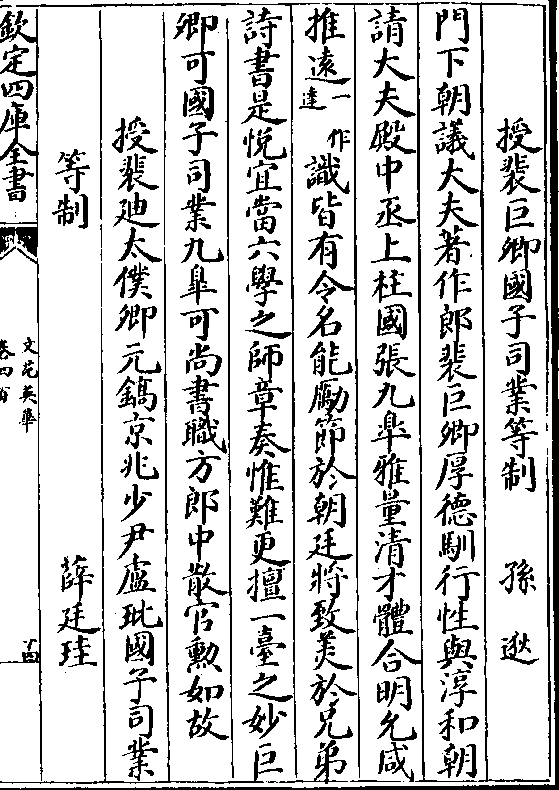 授裴巨卿國子司業等制 孫逖
門下朝議大夫著作郎裴巨卿厚德馴行性與淳和朝
請大夫殿中丞上柱國張九臯雅量清才體合明允咸
推遠一作達識皆有令名能勵節於朝廷將致美於兄弟
詩書是悅宜當六學之師章奏惟難更擅一臺之妙巨
卿可國子司業九臯可尚書職方郎中散官勲如故
授裴廸太僕卿元鎬京兆少尹盧玭國子司業
等制 薛廷珪
欽定四庫全書
文苑英華
卷四百
十四